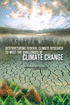 RESTRUCTURING FEDERAL CLIMATE RESEARCH
TO MEET THE CHALLENGES OF
CLIMATE CHANGE